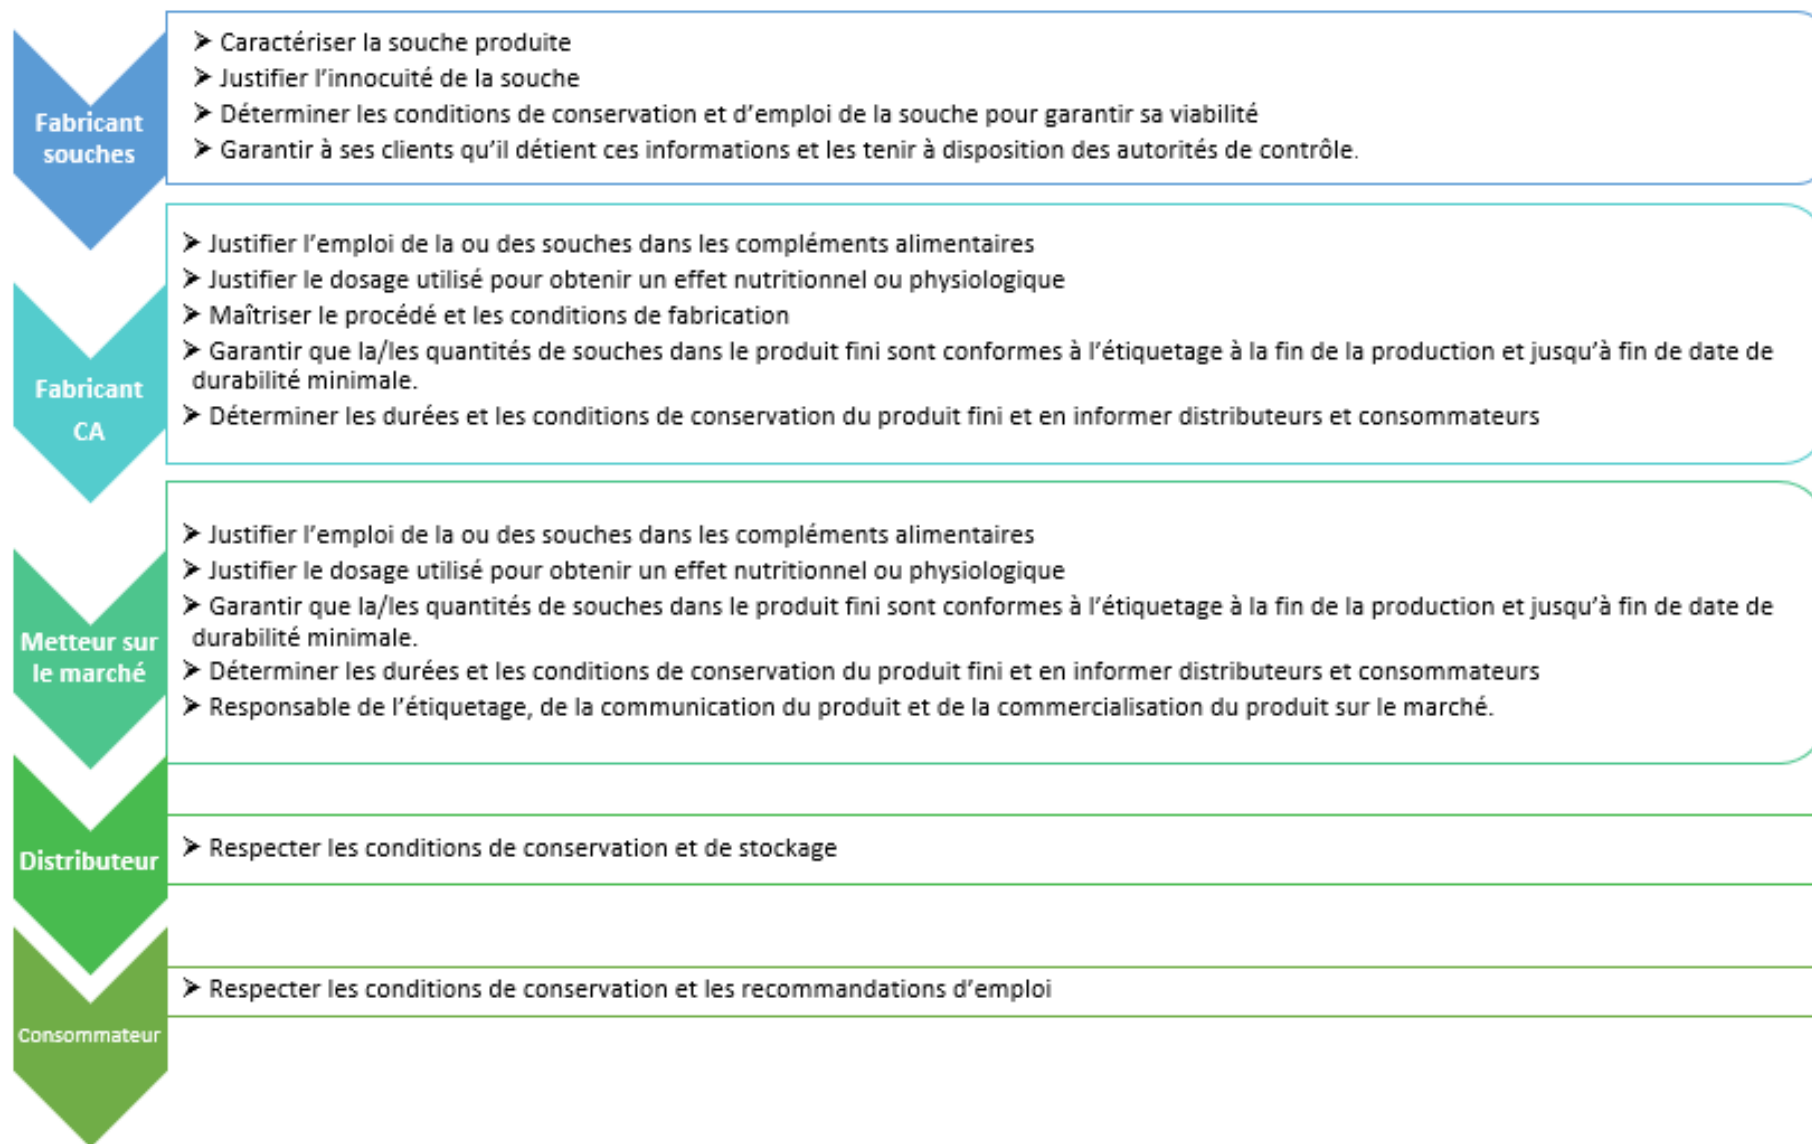 Fabricant
souches
➤ Caractériser la souche produite
➤ Justifier l'innocuité de la souche
➤ Déterminer les conditions de conservation et d'emploi de la souche pour garantir sa viabilité
➤ Garantir à ses clients qu'il détient ces informations et les tenir à disposition des autorités de contrôle.
Fabricant
CA
➤ Justifier l'emploi de la ou des souches dans les compléments alimentaires
➤ Justifier le dosage utilisé pour obtenir un effet nutritionnel ou physiologique
➤ Maîtriser le procédé et les conditions de fabrication
➤ Garantir que la/les quantités de souches dans le produit fini sont conformes à l'étiquetage à la fin de la production et jusqu'à fin de date de
durabilité minimale.
➤ Déterminer les durées et les conditions de conservation du produit fini et en informer distributeurs et consommateurs
Metteur sur
le marché
➤ Justifier l'emploi de la ou des souches dans les compléments alimentaires
➤ Justifier le dosage utilisé pour obtenir un effet nutritionnel ou physiologique
➤ Garantir que la/les quantités de souches dans le produit fini sont conformes à l'étiquetage à la fin de la production et jusqu'à fin de date de
durabilité minimale.
➤ Déterminer les durées et les conditions de conservation du produit fini et en informer distributeurs et consommateurs
➤ Responsable de l'étiquetage, de la communication du produit et de la commercialisation du produit sur le marché.
Distributeur
➤ Respecter les conditions de conservation et de stockage
Consommateur
➤ Respecter les conditions de conservation et les recommandations d'emploi